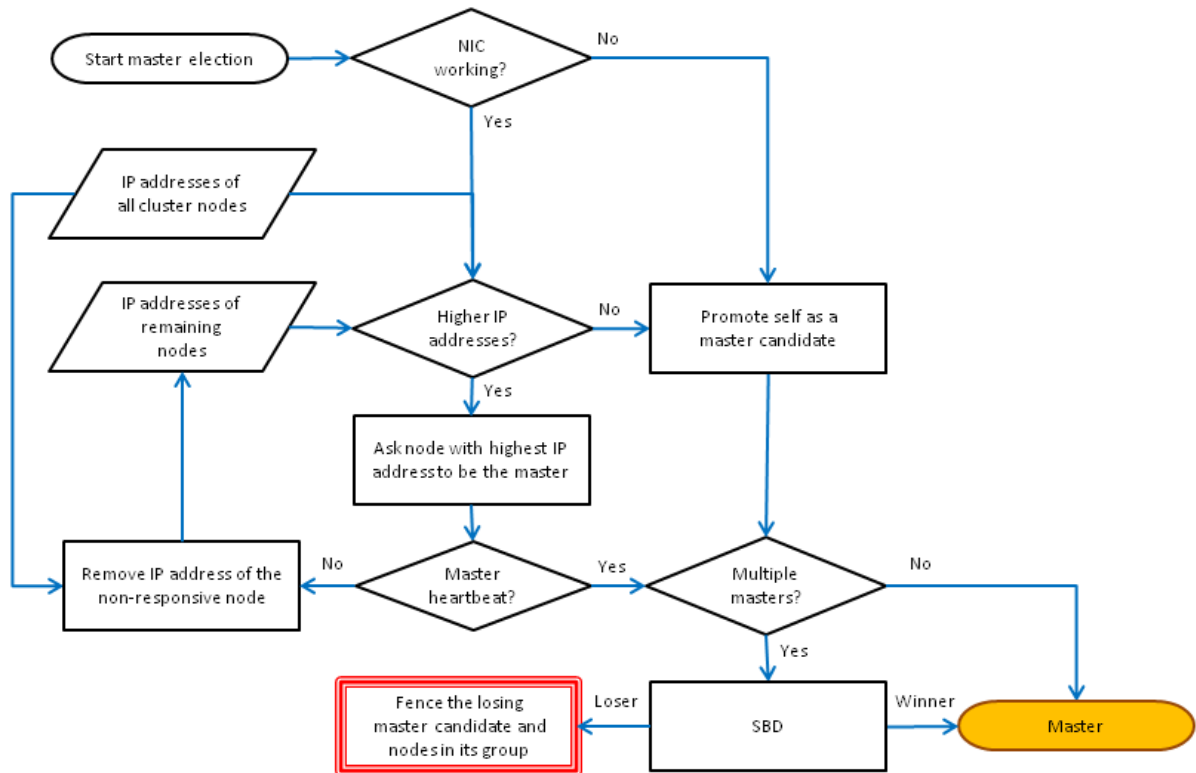 Start master election
NIC
working?
No
Yes
IP addresses of
all cluster nodes
IP addresses of
remaining
nodes
Higher IP
addresses?
No
Promote self as a
master candidate
Yes
Ask node with highest IP
address to be the master
Remove IP address of the
non-responsive node
No
Master
heartbeat?
Yes
Multiple
masters?
No
Yes
Fence the losing
master candidate and
nodes in its group
Loser
SBD
Winner
Master